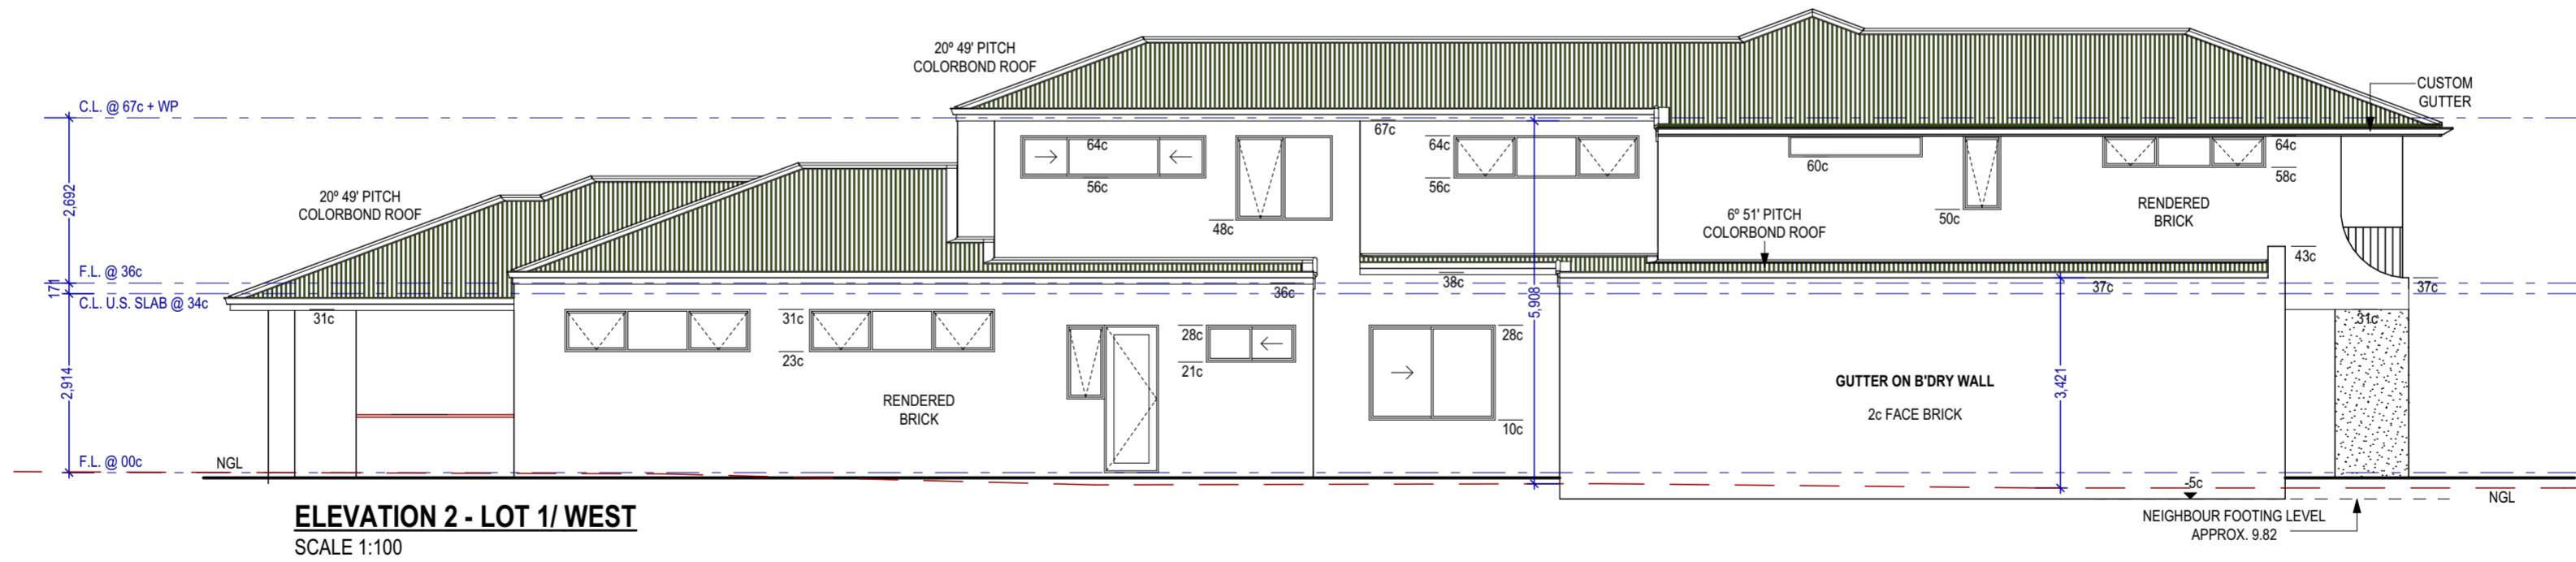 20º 49' PITCH
COLORBOND ROOF
CUSTOM
GUTTER
C.L. @ 67c + WP
67c
64c
64c
64c
60c
56c
56c
58c
2,692
20º 49' PITCH
COLORBOND ROOF
RENDERED
BRICK
50c
48c
6º 51' PITCH
COLORBOND ROOF
43c
F.L. @ 36c
171
C.L. U.S. SLAB @ 34c
36c
38c
37c
37c
5,908
31c
31c
31c
28c
28c
23c
21c
2,914
3,421
GUTTER ON B'DRY WALL
2c FACE BRICK
RENDERED
BRICK
10c
F.L. @ 00c
NGL
-5c
NGL
NEIGHBOUR FOOTING LEVEL
APPROX. 9.82
ELEVATION 2 - LOT 1/ WEST
SCALE 1:100